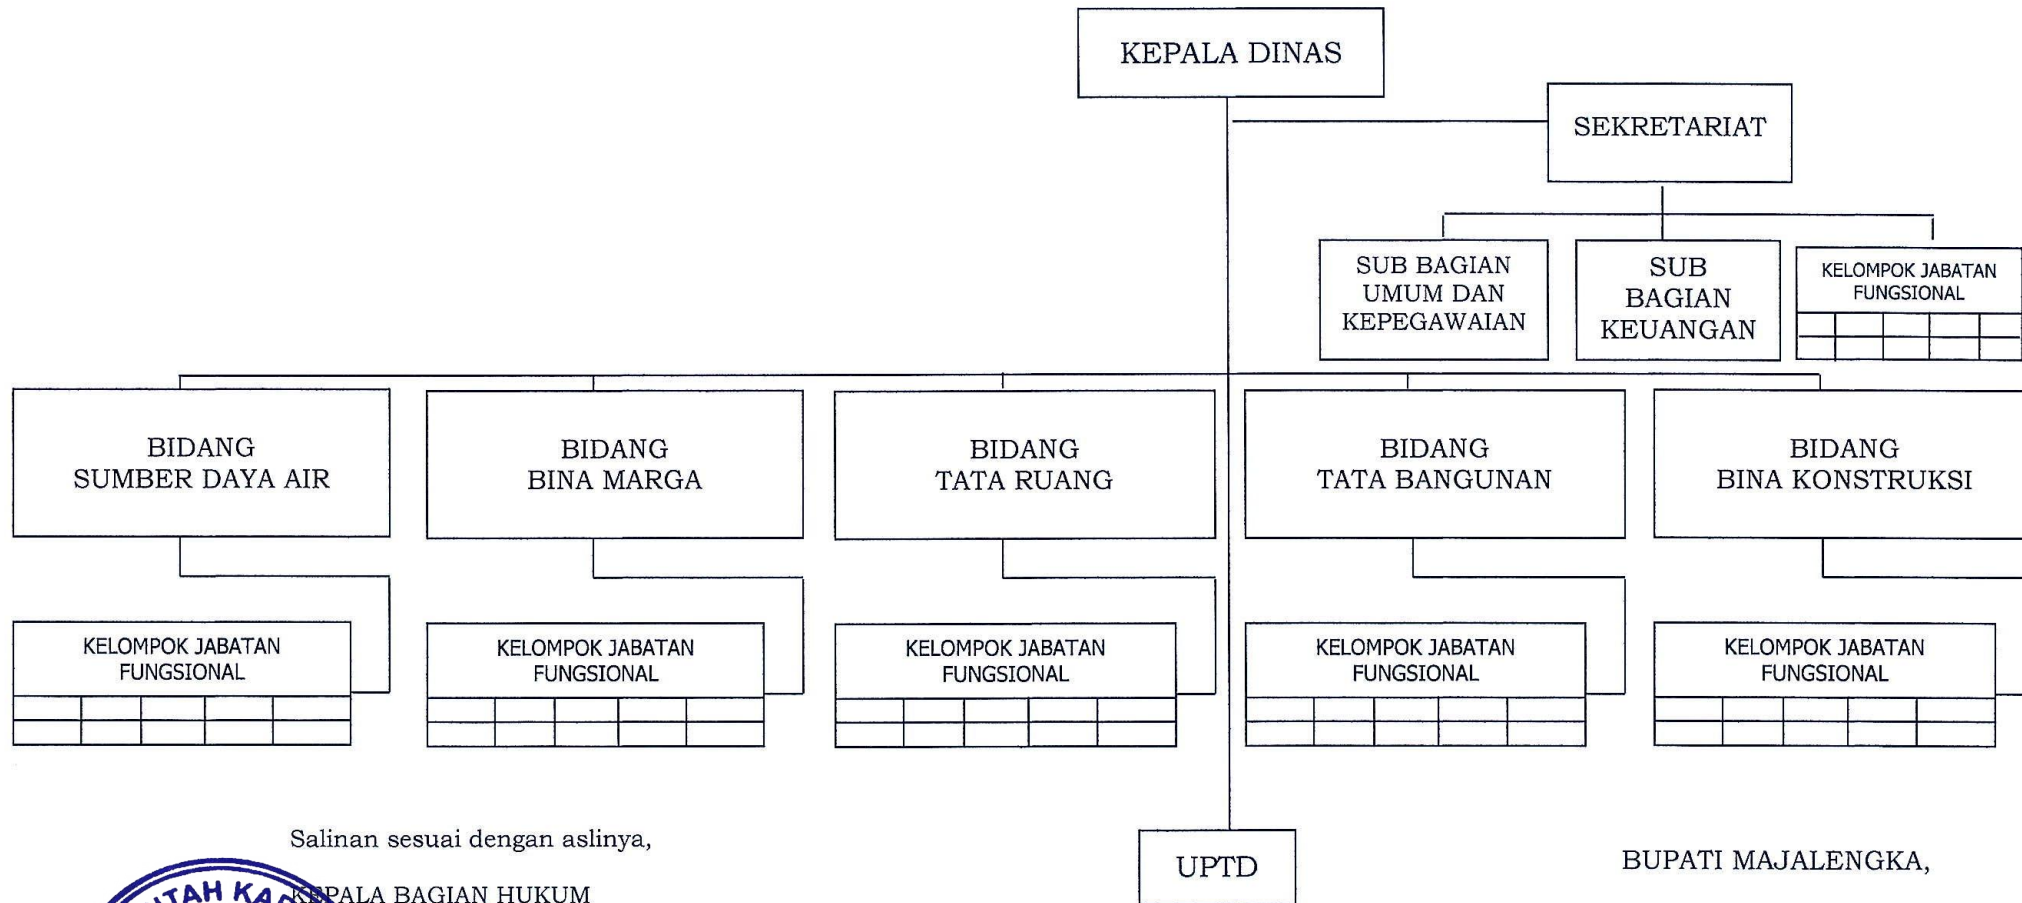 KEPALA DINAS
SEKRETARIAT
SUB BAGIAN
UMUM DAN
KEPEGAWAIAN
SUB
BAGIAN
KEUANGAN
KELOMPOK JABATAN
FUNGSIONAL
BIDANG
SUMBER DAYA AIR
BIDANG
BINA MARGA
BIDANG
TATA RUANG
BIDANG
TATA BANGUNAN
BIDANG
BINA KONSTRUKSI
KELOMPOK JABATAN
FUNGSIONAL
KELOMPOK JABATAN
FUNGSIONAL
KELOMPOK JABATAN
FUNGSIONAL
KELOMPOK JABATAN
FUNGSIONAL
KELOMPOK JABATAN
FUNGSIONAL
Salinan sesuai dengan aslinya,
KEPALA BAGIAN HUKUM
UPTD
BUPATI MAJALENGKA,